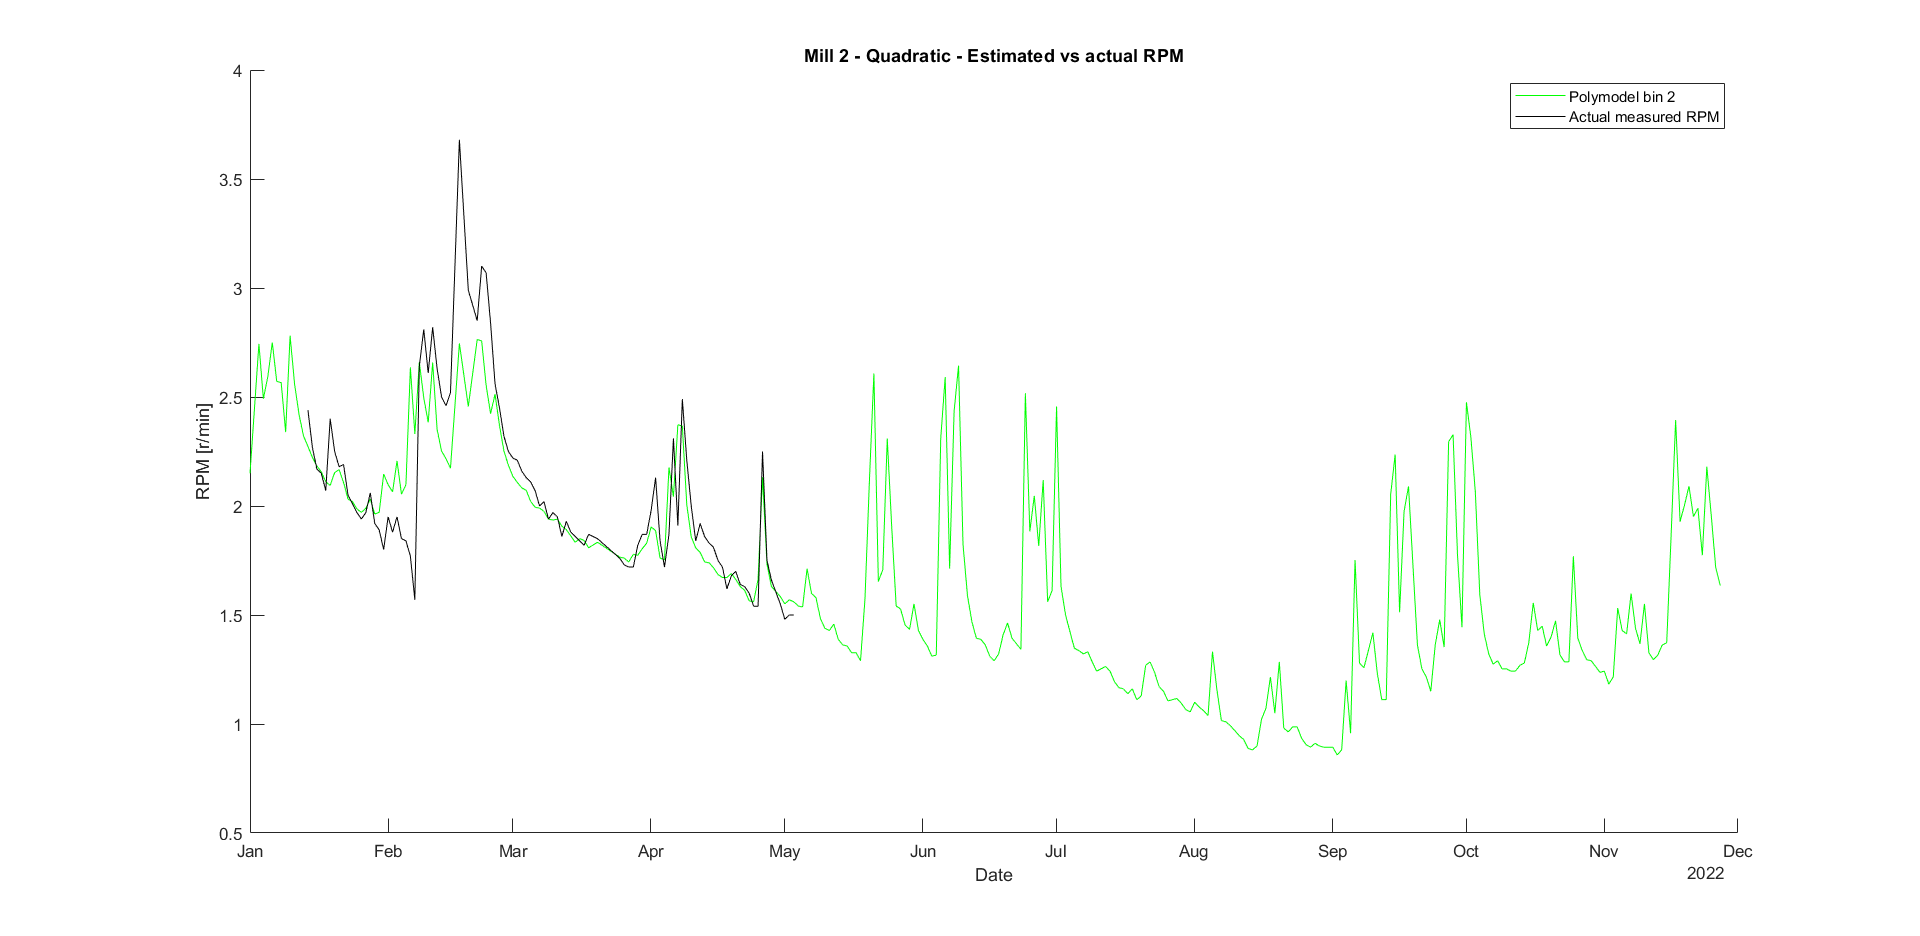 Mill 2 - Quadratic - Estimated vs actual RPM
Polymodel bin 2
Actual measured RPM
RPM [r/min]
4
3.5
3
2.5
2
1.5
1
0.5
Jan Feb Mar Apr May Jun Jul Aug Sep Oct Nov Dec
Date
2022